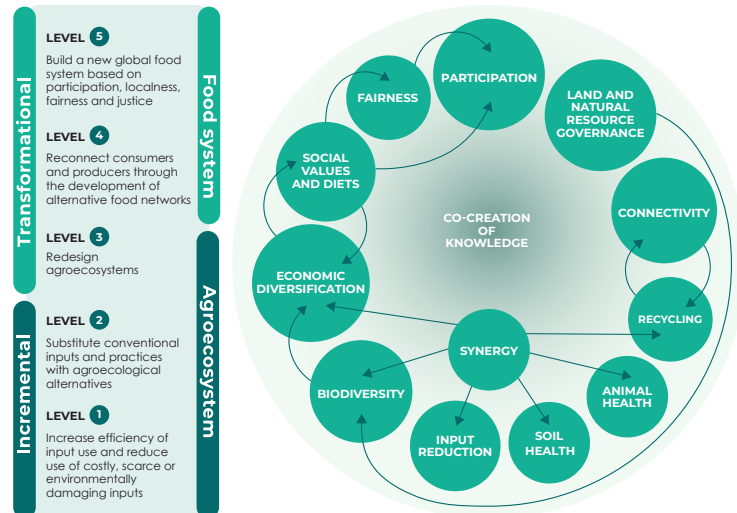 Transformational
Incremental
Food system
Agroecosystem
LEVEL 5
Build a new global food
system based on
participation, localness,
fairness and justice
LEVEL 4
Reconnect consumers
and producers through
the development of
alternative food networks
LEVEL 3
Redesign
agroecosystems
LEVEL 2
Substitute conventional
inputs and practices
with agroecological
alternatives
LEVEL 1
Increase efficiency of
input use and reduce
use of costly, scarce or
environmentally
damaging inputs
PARTICIPATION
FAIRNESS
LAND AND
NATURAL
RESOURCE
GOVERNANCE
SOCIAL
VALUES
AND DIETS
CONNECTIVITY
CO-CREATION
OF
KNOWLEDGE
ECONOMIC
DIVERSIFICATION
RECYCLING
SYNERGY
BIODIVERSITY
ANIMAL
HEALTH
INPUT
REDUCTION
SOIL
HEALTH